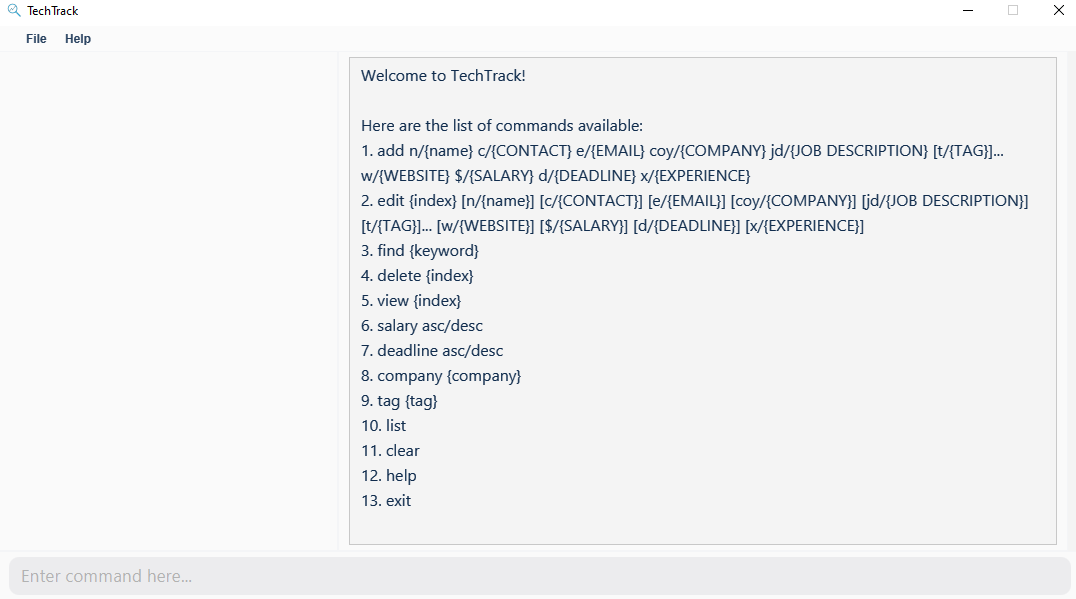 TechTrack
File Help
Welcome to TechTrack!
Here are the list of commands available:
1. add n/{name} c/{CONTACT} e/{EMAIL} coy/{COMPANY} jd/{JOB DESCRIPTION} [t/{TAG}]...
w/{WEBSITE} $/{SALARY} d/{DEADLINE} x/{EXPERIENCE}
2. edit {index} [n/{name}] [c/{CONTACT}] [e/{EMAIL}] [coy/{COMPANY}] [jd/{JOB DESCRIPTION}]
[t/{TAG}]... [w/{WEBSITE}] [$/{SALARY}] [d/{DEADLINE}] [x/{EXPERIENCE}]
3. find {keyword}
4. delete {index}
5. view {index}
6. salary asc/desc
7. deadline asc/desc
8. company {company}
9. tag {tag}
10. list
11. clear
12. help
13. exit
Enter command here...